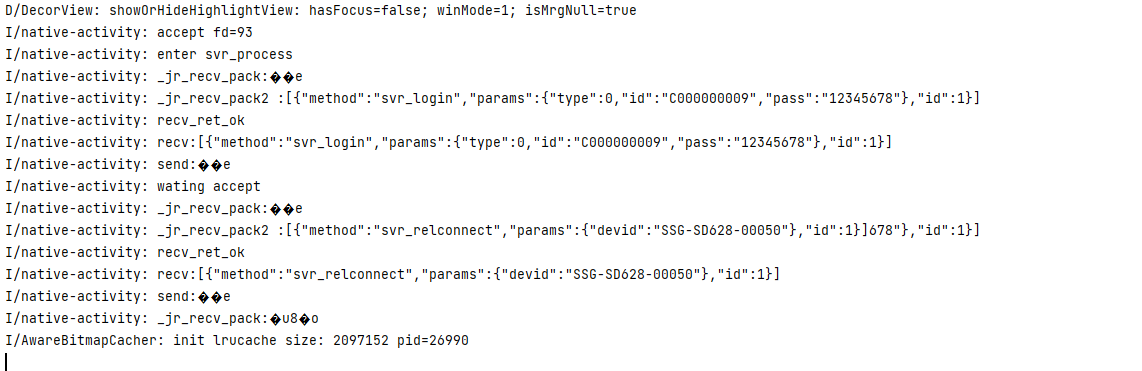 D/DecorView: showOrHideHighlightView: hasFocus=false; winMode=1; isMrgNull=true
I/native-activity: accept fd=93
I/native-activity: enter svr_process
I/native-activity: _jr_recv_pack:��e
I/native-activity: _jr_recv_pack2 :[{"method":"svr_login","params":{"type":0,"id":"C000000009","pass":"12345678"},"id":1}]
I/native-activity: recv_ret_ok
I/native-activity: recv:[{"method":"svr_login","params":{"type":0,"id":"C000000009","pass":"12345678"},"id":1}]
I/native-activity: send:��e
I/native-activity: wating accept
I/native-activity: _jr_recv_pack:��e
I/native-activity: _jr_recv_pack2 :[{"method":"svr_relconnect","params":{"devid":"SSG-SD628-00050"},"id":1}]678"},"id":1}]
I/native-activity: recv_ret_ok
I/native-activity: recv:[{"method":"svr_relconnect","params":{"devid":"SSG-SD628-00050"},"id":1}]
I/native-activity: send:��e
I/native-activity: _jr_recv_pack:�u8�o
I/AwareBitmapCacher: init lrucache size: 2097152 pid=26990